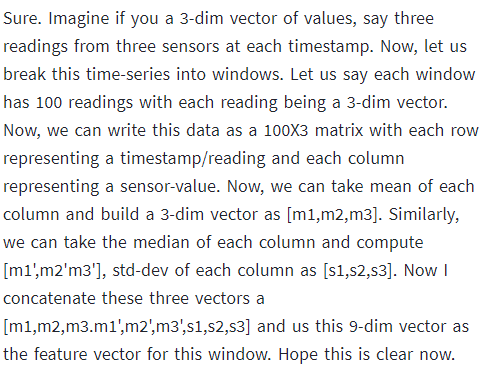 Sure. Imagine if you a 3-dim vector of values, say three
readings from three sensors at each timestamp. Now, let us
break this time-series into windows. Let us say each window
has 100 readings with each reading being a 3-dim vector.
Now, we can write this data as a 100X3 matrix with each row
representing a timestamp/reading and each column
representing a sensor-value. Now, we can take mean of each
column and build a 3-dim vector as [m1,m2,m3]. Similarly,
we can take the median of each column and compute
[m1',m2'm3'], std-dev of each column as [s1,s2,s3]. Now I
concatenate these three vectors a
[m1,m2,m3.m1',m2',m3',s1,s2,s3] and us this 9-dim vector as
the feature vector for this window. Hope this is clear now.